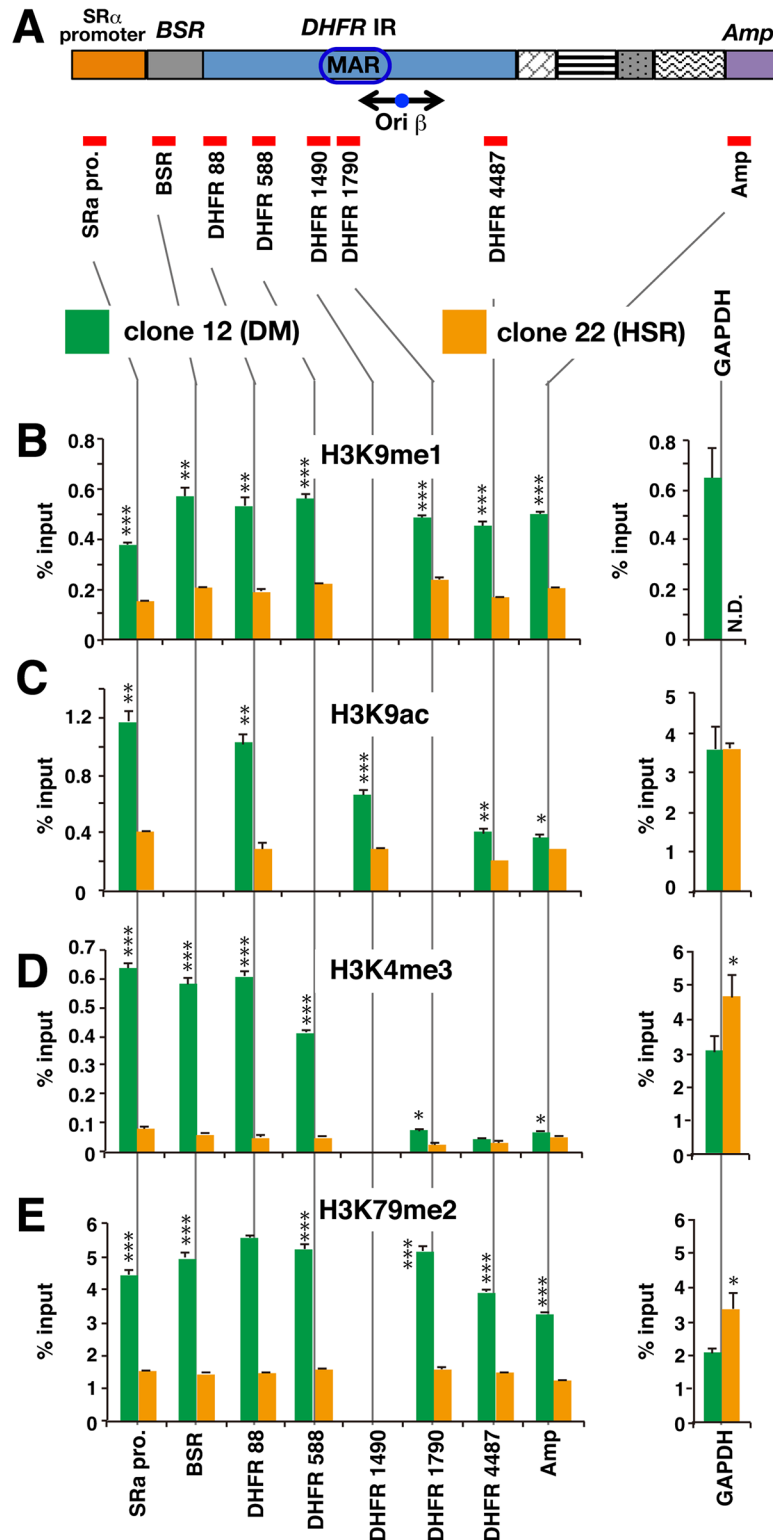 A
SRα promoter
BSR
DHFR IR
Amp
MAR
Ori β
SRa pro.
BSR
DHFR 88
DHFR 588
DHFR 1490
DHFR 1790
DHFR 4487
Amp
clone 12 (DM)
clone 22 (HSR)
GAPDH
B
H3K9me1
% input
0.8
0.6
0.4
0.2
0
***
**
**
***
***
***
***
% input
0.8
0.6
0.4
0.2
0
N.D.
C
H3K9ac
% input
1.2
0.8
0.4
0
**
**
***
**
*
% input
5
4
3
2
1
0
D
H3K4me3
% input
0.7
0.6
0.5
0.4
0.3
0.2
0.1
0
***
***
***
***
*
*
% input
6
5
4
3
2
1
0
*
E
H3K79me2
% input
6
5
4
3
2
1
0
***
***
***
***
***
***
% input
6
5
4
3
2
1
0
*
SRa pro.
BSR
DHFR 88
DHFR 588
DHFR 1490
DHFR 1790
DHFR 4487
Amp
GAPDH